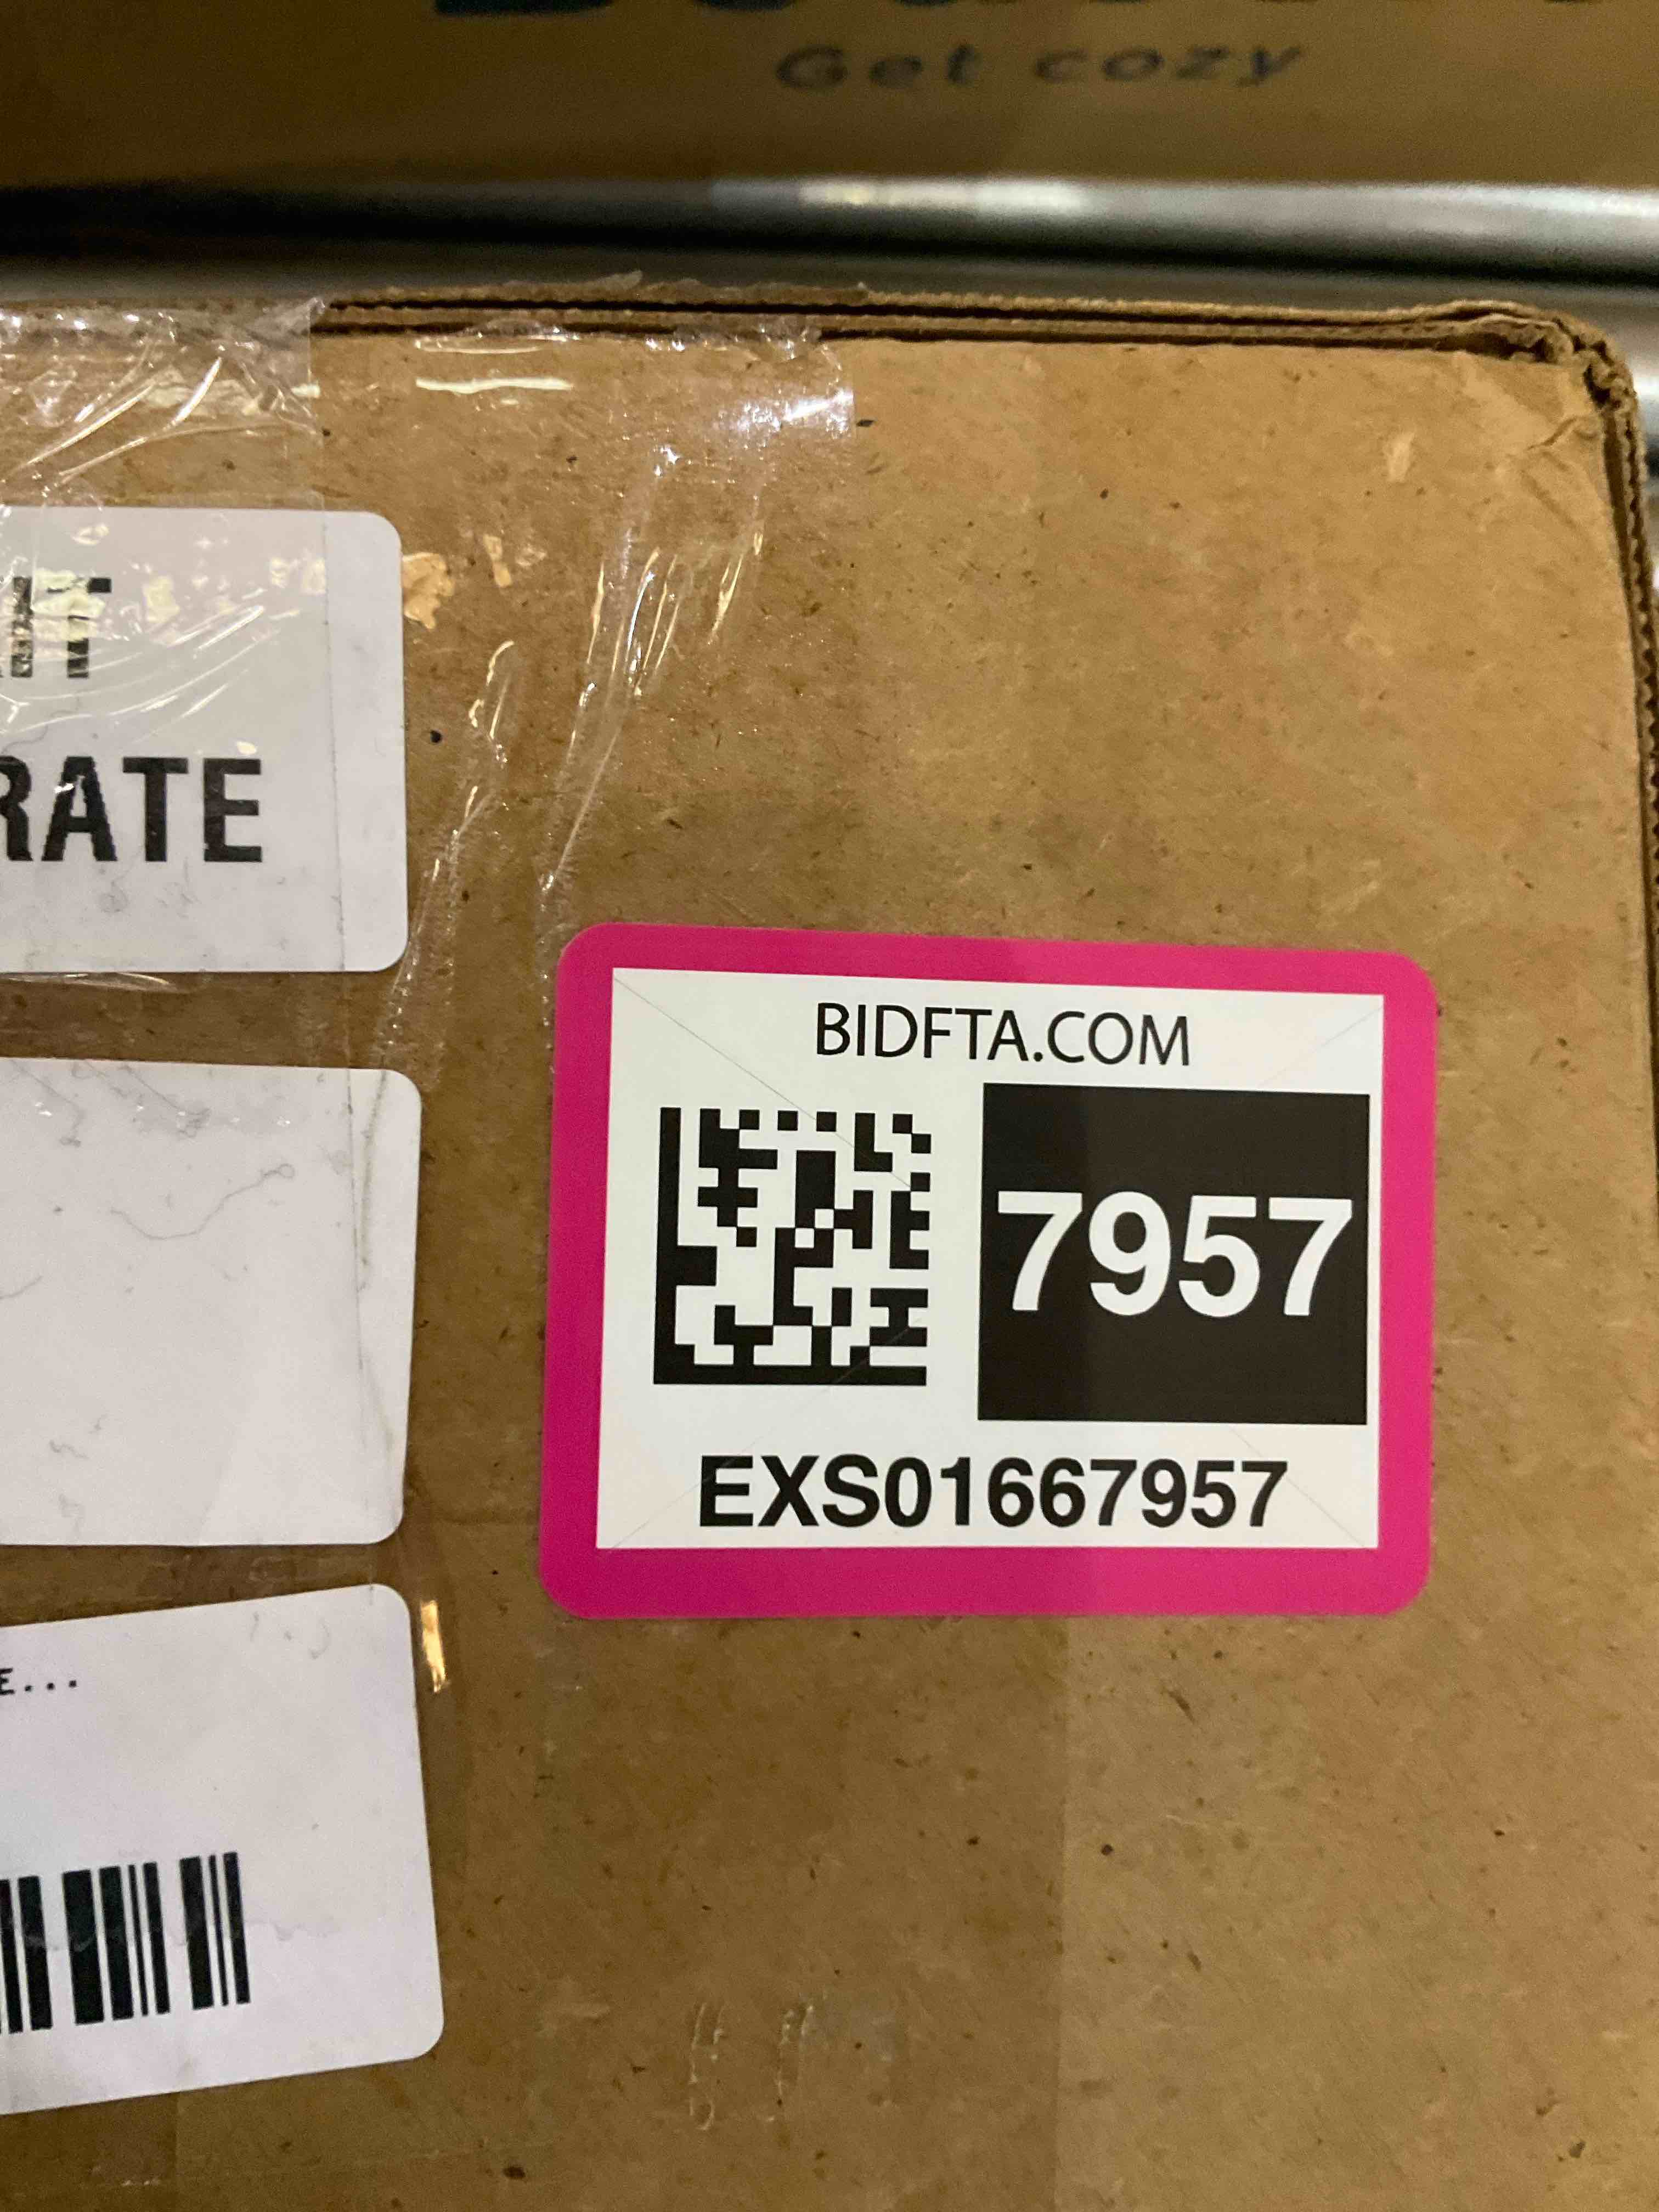 Get cozy
RATE
BIDFTA.COM
7957
EXS01667957
E...